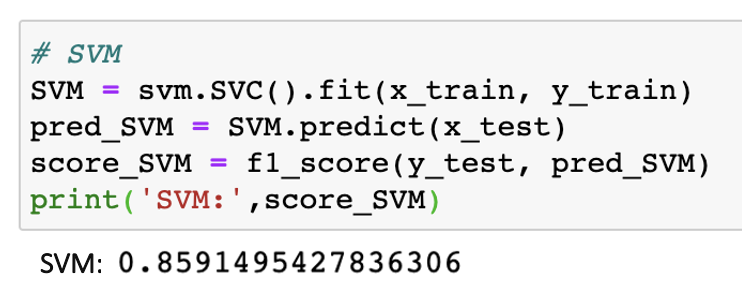 # SVM
SVM = svm.SVC().fit(x_train, y_train)
pred_SVM = SVM.predict(x_test)
score_SVM = f1_score(y_test, pred_SVM)
print('SVM:',score_SVM)
SVM: 0.8591495427836306